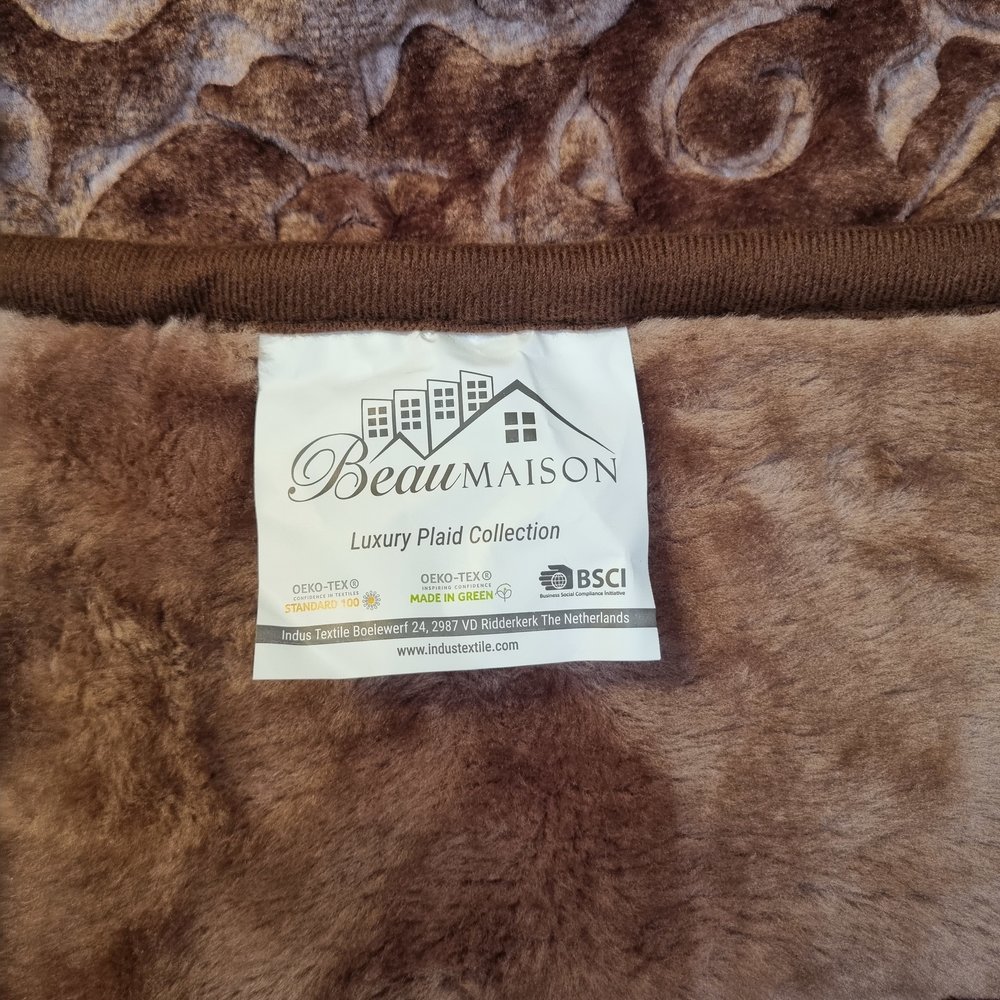 BeauMAISON
Luxury Plaid Collection
OEKO-TEX®
CONFIDENCE IN TEXTILES
STANDARD 100
OEKO-TEX®
INSPIRING CONFIDENCE
MADE IN GREEN
BSCI
Business Social Compliance Initiative
Indus Textile Boelewerf 24, 2987 VD Ridderkerk The Netherlands
www.industextile.com